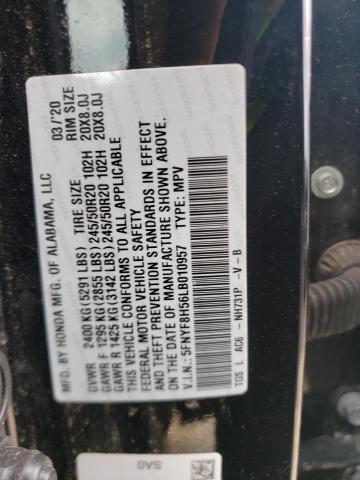 MFD. BY HONDA MFG. OF ALABAMA, LLC 03/'20
TIRE SIZE RIM SIZE
GVWR 2400 KG (5291 LBS)
GAWR F 1295 KG (2855 LBS) 245/50R20 102H 20X8.0J
GAWR R 1425 KG (3142 LBS) 245/50R20 102H 20X8.0J
THIS VEHICLE CONFORMS TO ALL APPLICABLE
FEDERAL MOTOR VEHICLE SAFETY
AND THEFT PREVENTION STANDARDS IN EFFECT
ON THE DATE OF MANUFACTURE SHOWN ABOVE.
V.I.N.: 5FNYF8H56LB010957 TYPE: MPV
TGS L AC6 - NH731P -V - B
SA0